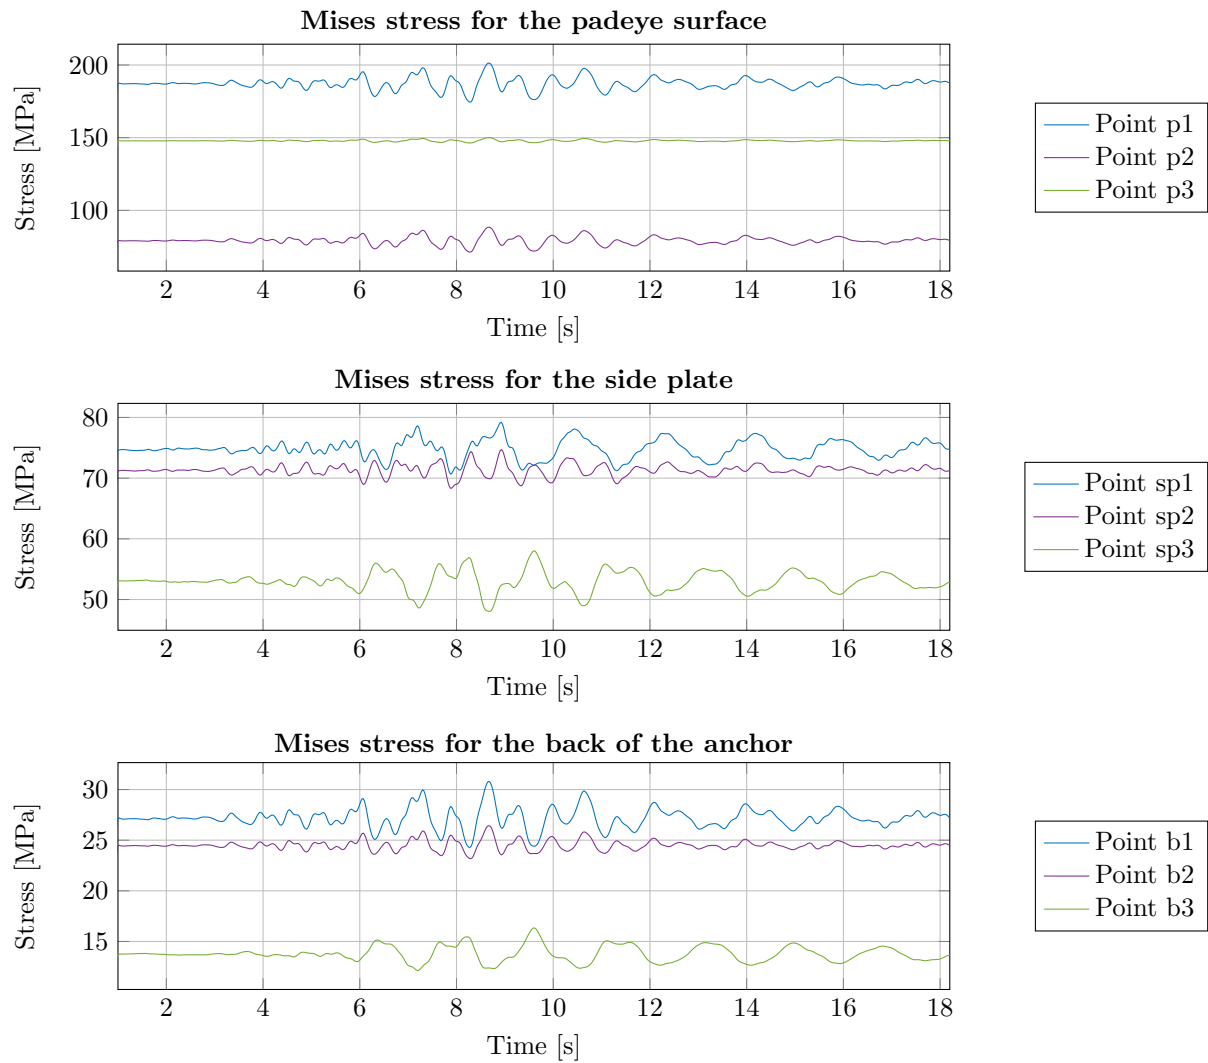 Mises stress for the padeye surface
200
150
100
Stress [MPa]
2 4 6 8 10 12 14 16 18
Time [s]
Point p1
Point p2
Point p3
Mises stress for the side plate
80
70
60
50
Stress [MPa]
2 4 6 8 10 12 14 16 18
Time [s]
Point sp1
Point sp2
Point sp3
Mises stress for the back of the anchor
30
25
20
15
Stress [MPa]
2 4 6 8 10 12 14 16 18
Time [s]
Point b1
Point b2
Point b3